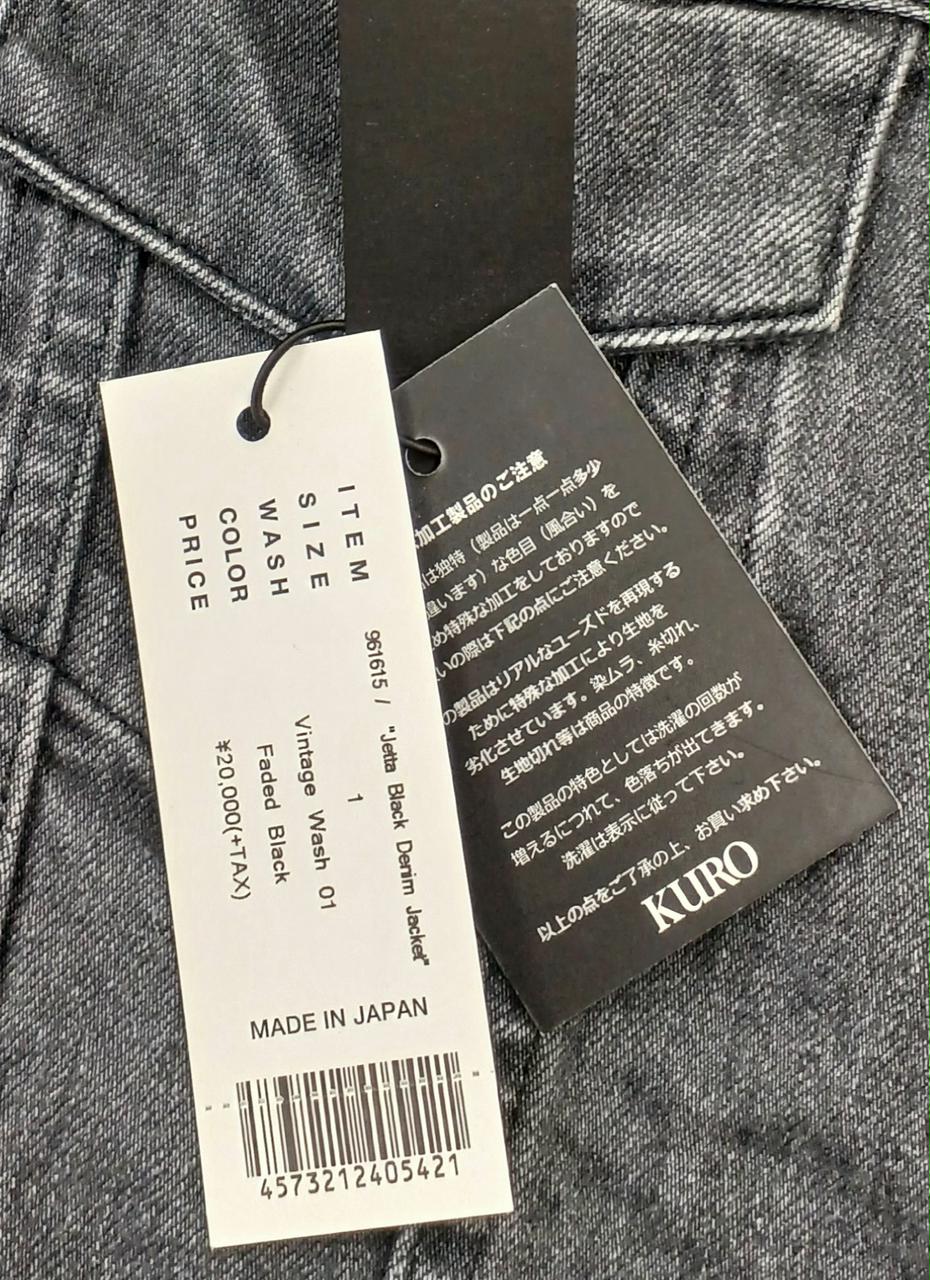 ITEM 961615 / "Jetta Black Denim Jacket"
SIZE 1
WASH Vintage Wash 01
COLOR Faded Black
PRICE ¥20,000(+TAX)
MADE IN JAPAN
4573212405421
加工製品のご注意
は独特（製品は一点一点多少
違います）な色目（風合い）を
め特殊な加工をしておりますので
いの際は下記の点にご注意ください。
の製品はリアルなユーズドを再現する
ために特殊な加工により生地を
劣化させています。染ムラ、糸切れ、
生地切れ等は商品の特徴です。
この製品の特色としては洗濯の回数が
増えるにつれて、色落ちが出てきます。
洗濯は表示に従って下さい。
以上の点をご了承の上、お買い求め下さい。
KURO